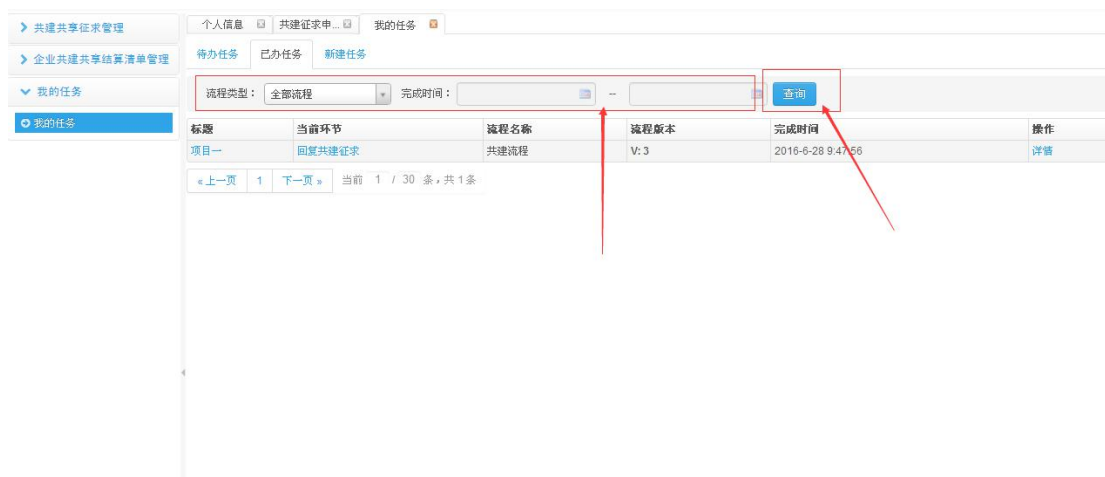 共建共享征求管理
企业共建共享结算清单管理
我的任务
我的任务
个人信息 共建征求申... 我的任务
待办任务 已办任务 新建任务
流程类型： 全部流程 完成时间： -- 查询
标题 当前环节 流程名称 流程版本 完成时间 操作
项目一 回复共建征求 共建流程 V: 3 2016-6-28 9:47:56 详情
«上一页 1 下一页» 当前 1 / 30 条，共1条